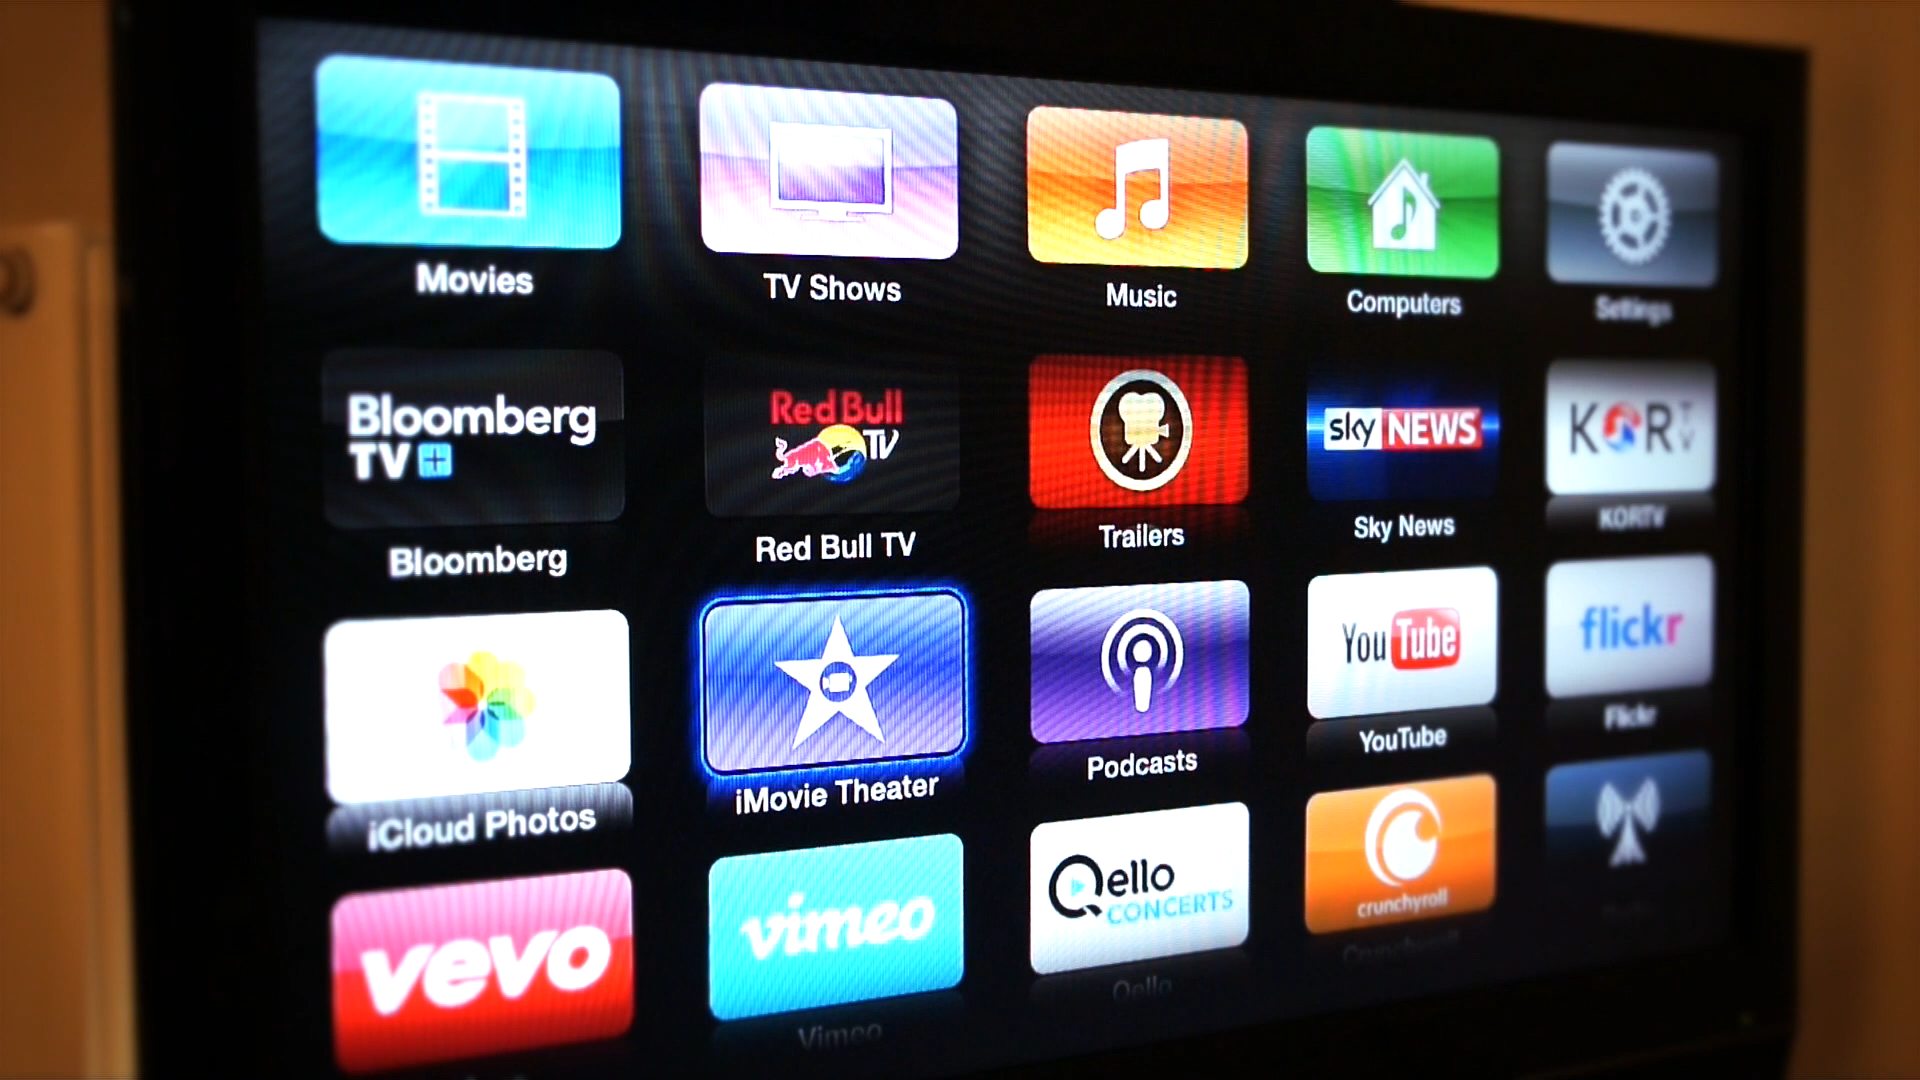 Movies
TV Shows
Music
Computers
Settings
Bloomberg
TV
Red Bull
TV
sky NEWS
KORTV
Bloomberg
Red Bull TV
Trailers
Sky News
KORTV
You Tube
flickr
iCloud Photos
iMovie Theater
Podcasts
YouTube
Flickr
vevo
vimeo
Qello
CONCERTS
crunchyroll
Vimeo
Qello
Crunchyroll